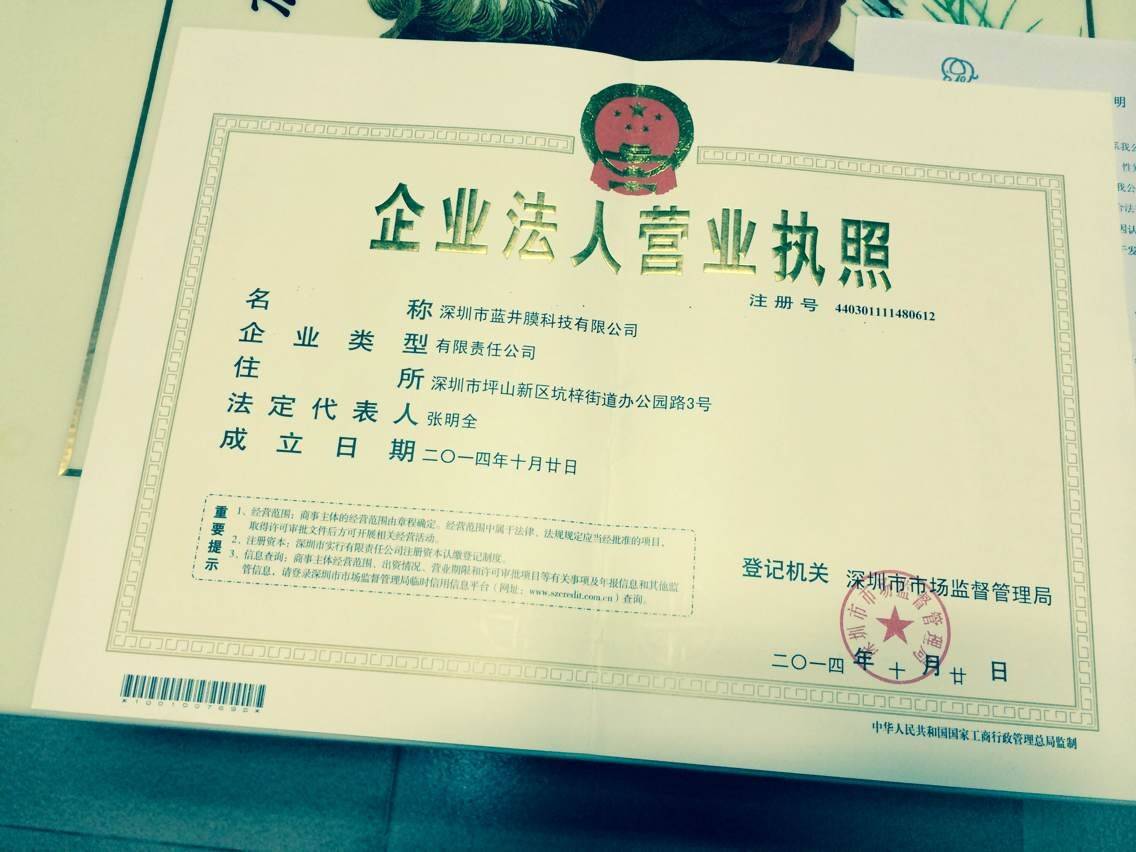 企业法人营业执照
注册号 440301111480612
名称 深圳市蓝井膜科技有限公司
企业类型 有限责任公司
住所 深圳市坪山新区坑梓街道办公园路3号
法定代表人 张明全
成立日期 二〇一四年十月廿日
重要提示
1、经营范围：商事主体的经营范围由章程确定。经营范围中属于法律、法规规定应当经批准的项目，
取得许可审批文件后方可开展相关经营活动。
2、注册资本：深圳市实行有限责任公司注册资本认缴登记制度。
3、信息查询：商事主体经营范围、出资情况、营业期限和许可审批项目等有关事项及年报信息和其他监
管信息，请登录深圳市市场监督管理局临时信用信息平台（网址：www.szcredit.com.cn）查询。
登记机关 深圳市市场监督管理局
深圳市市场监督管理局
二〇一四年十月廿日
中华人民共和国国家工商行政管理总局监制
明